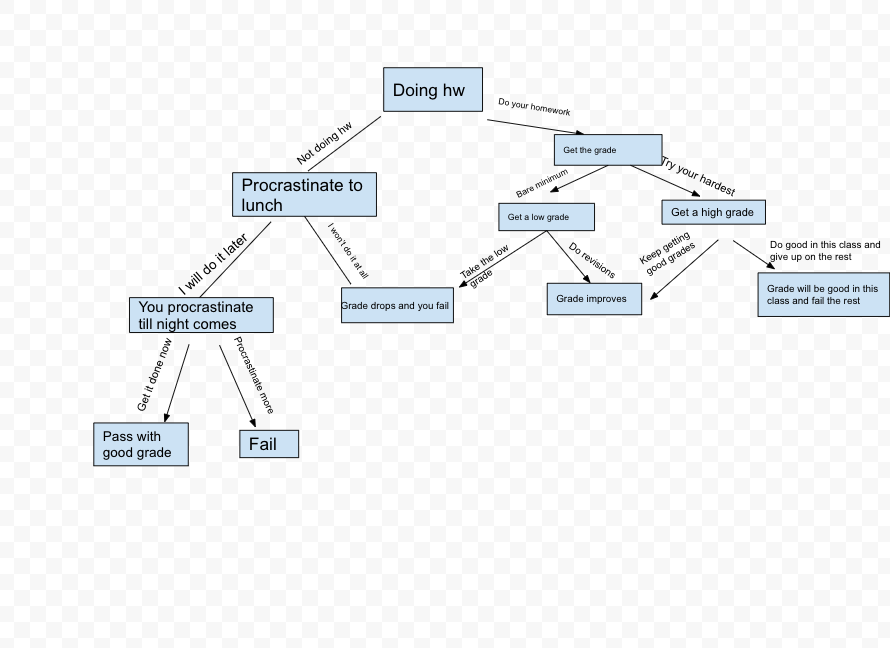 Doing hw
Do your homework
Not doing hw
Get the grade
Try your hardest
Bare minimum
Procrastinate to
lunch
Get a low grade
Get a high grade
I will do it later
I won't do it at all
Take the low
grade
Do revisions
Keep getting
good grades
Do good in this class and
give up on the rest
You procrastinate
till night comes
Grade drops and you fail
Grade improves
Grade will be good in this
class and fail the rest
Get it done now
Procrastinate more
Pass with
good grade
Fail